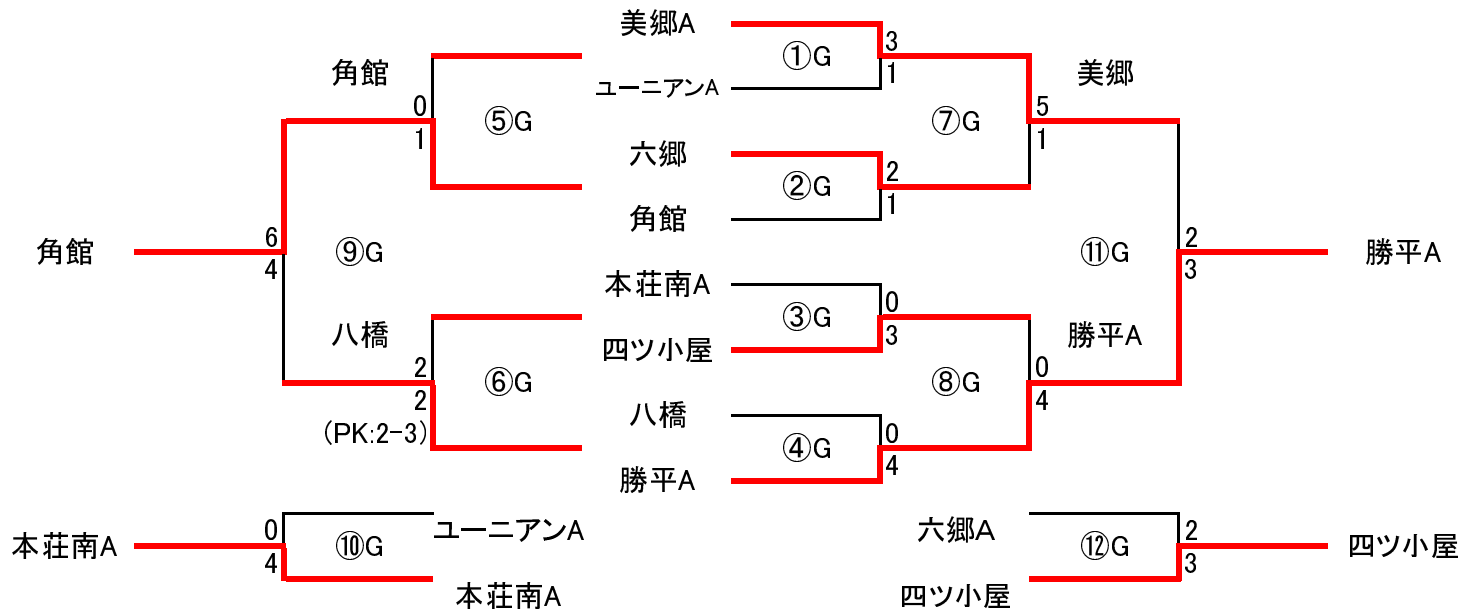 美郷A
3
①G
角館
美郷
1
ユーニアンA
0
5
⑤G
⑦G
1
1
六郷
2
②G
1
角館
6
2
角館
⑨G
⑪G
勝平A
4
3
本荘南A
0
③G
八橋
勝平A
3
四ツ小屋
2
0
⑥G
⑧G
2
4
八橋
(PK:2-3)
0
④G
4
勝平A
0
ユーニアンA
六郷A
2
本荘南A
⑩G
⑫G
四ツ小屋
4
3
本荘南A
四ツ小屋